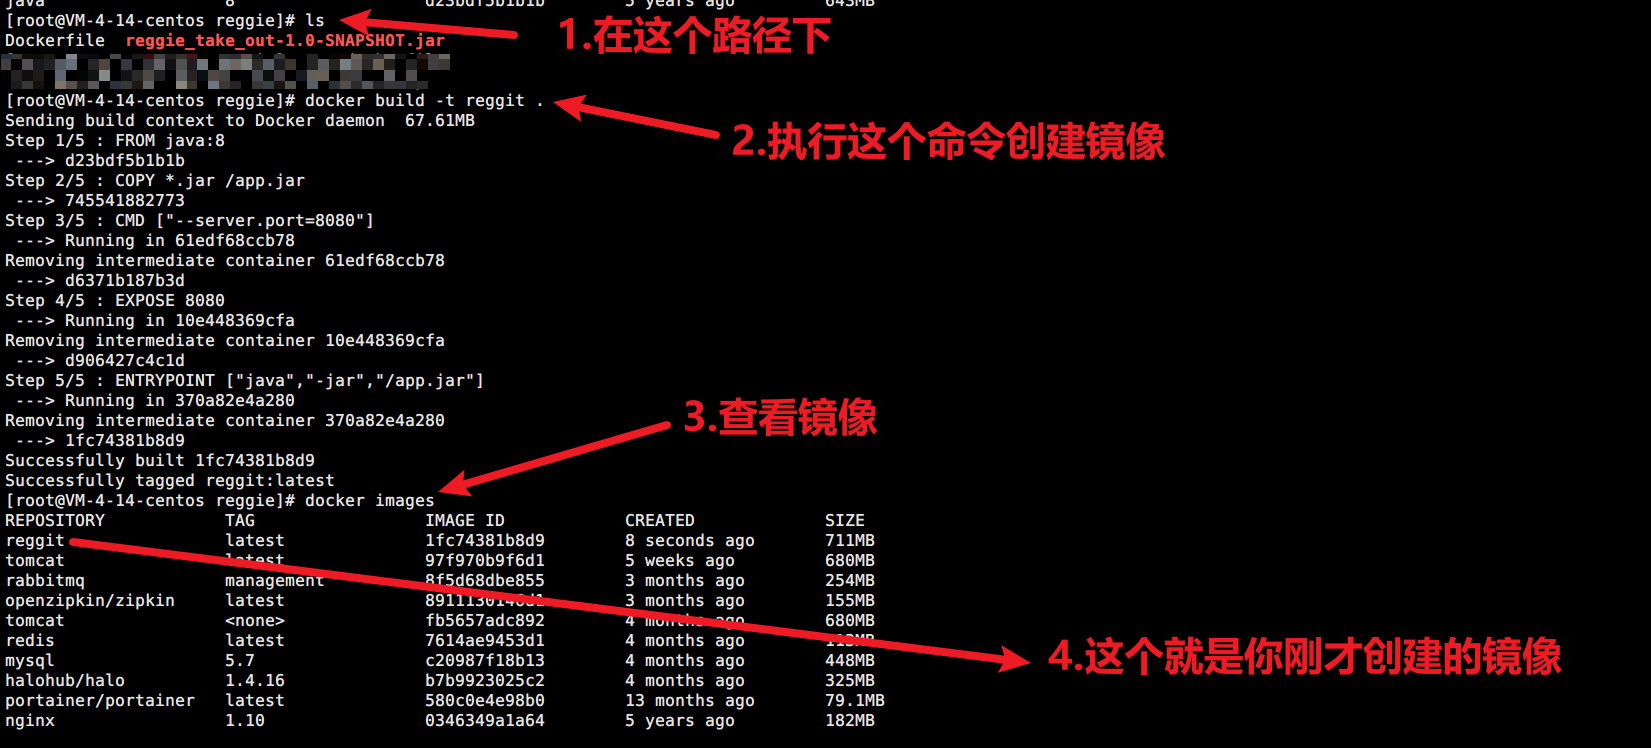 java 8 d23bdf5b1b1b 5 years ago 643MB
[root@VM-4-14-centos reggie]# ls
1.在这个路径下
Dockerfile reggie_take_out-1.0-SNAPSHOT.jar
[root@VM-4-14-centos reggie]# docker build -t reggit .
Sending build context to Docker daemon 67.61MB
2.执行这个命令创建镜像
Step 1/5 : FROM java:8
---> d23bdf5b1b1b
Step 2/5 : COPY *.jar /app.jar
---> 745541882773
Step 3/5 : CMD ["--server.port=8080"]
---> Running in 61edf68ccb78
Removing intermediate container 61edf68ccb78
---> d6371b187b3d
Step 4/5 : EXPOSE 8080
---> Running in 10e448369cfa
Removing intermediate container 10e448369cfa
---> d906427c4c1d
Step 5/5 : ENTRYPOINT ["java","-jar","/app.jar"]
---> Running in 370a82e4a280
3.查看镜像
Removing intermediate container 370a82e4a280
---> 1fc74381b8d9
Successfully built 1fc74381b8d9
Successfully tagged reggit:latest
[root@VM-4-14-centos reggie]# docker images
REPOSITORY TAG IMAGE ID CREATED SIZE
reggit latest 1fc74381b8d9 8 seconds ago 711MB
tomcat latest 97f970b9f6d1 5 weeks ago 680MB
rabbitmq management 8f5d68dbe855 3 months ago 254MB
openzipkin/zipkin latest 3 months ago 155MB
tomcat <none> fb5657adc892 4 months ago 680MB
redis latest 7614ae9453d1 4 months ago 113MB
mysql 5.7 c20987f18b13 4 months ago 448MB
4.这个就是你刚才创建的镜像
halohub/halo 1.4.16 b7b9923025c2 4 months ago 325MB
portainer/portainer latest 580c0e4e98b0 13 months ago 79.1MB
nginx 1.10 0346349a1a64 5 years ago 182MB